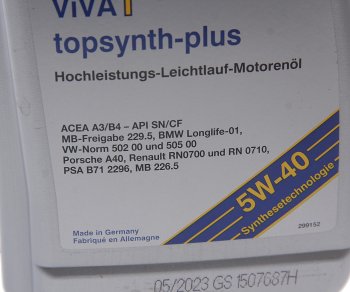 ViVA 1
topsynth-plus
Hochleistungs-Leichtlauf-Motorenöl
ACEA A3/B4 – API SN/CF
MB-Freigabe 229.5, BMW Longlife-01,
VW-Norm 502 00 und 505 00
Porsche A40, Renault RN0700 und RN 0710,
PSA B71 2296, MB 226.5
5W-40
Synthesetechnologie
Made in Germany
Fabriqué en Allemagne
299152
05/2023 GS 1507687H